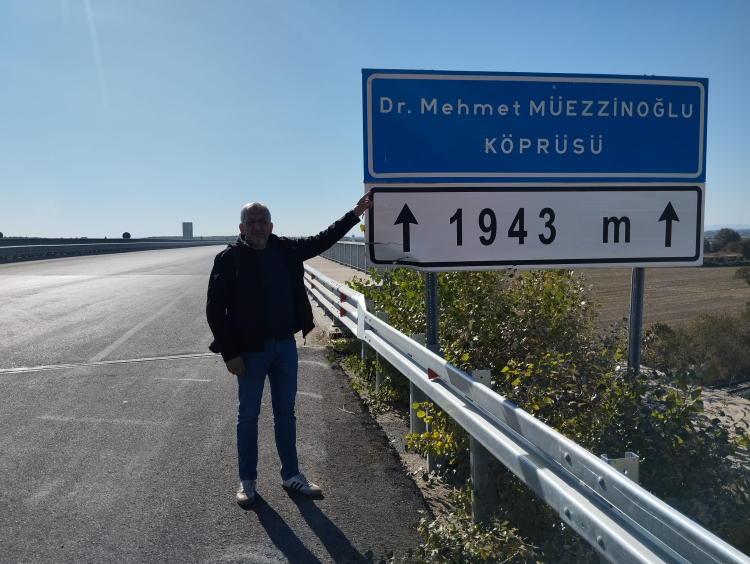 Dr. Mehmet MÜEZZİNOĞLU
KÖPRÜSÜ
1943 m